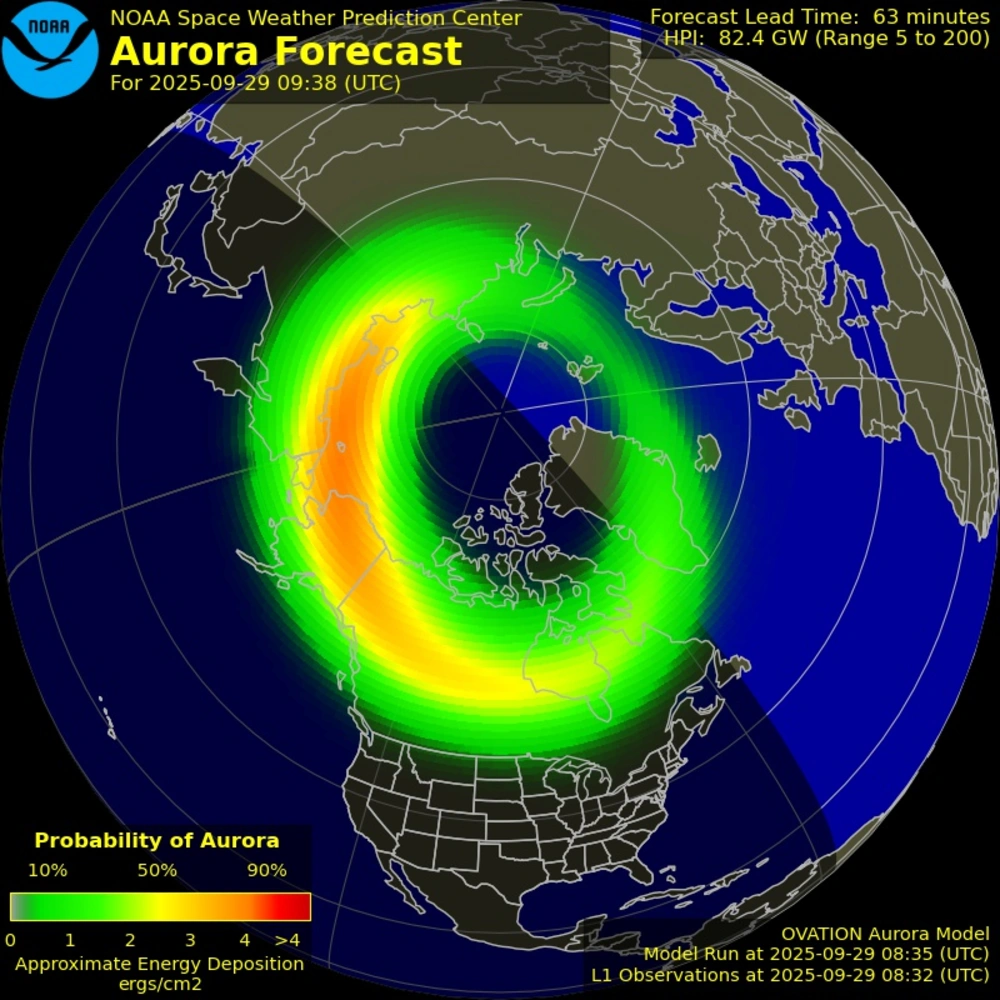 NOAA
NOAA Space Weather Prediction Center
Aurora Forecast
For 2025-09-29 09:38 (UTC)
Forecast Lead Time: 63 minutes
HPI: 82.4 GW (Range 5 to 200)
Probability of Aurora
10% 50% 90%
0 1 2 3 4 >4
Approximate Energy Deposition
ergs/cm2
OVATION Aurora Model
Model Run at 2025-09-29 08:35 (UTC)
L1 Observations at 2025-09-29 08:32 (UTC)